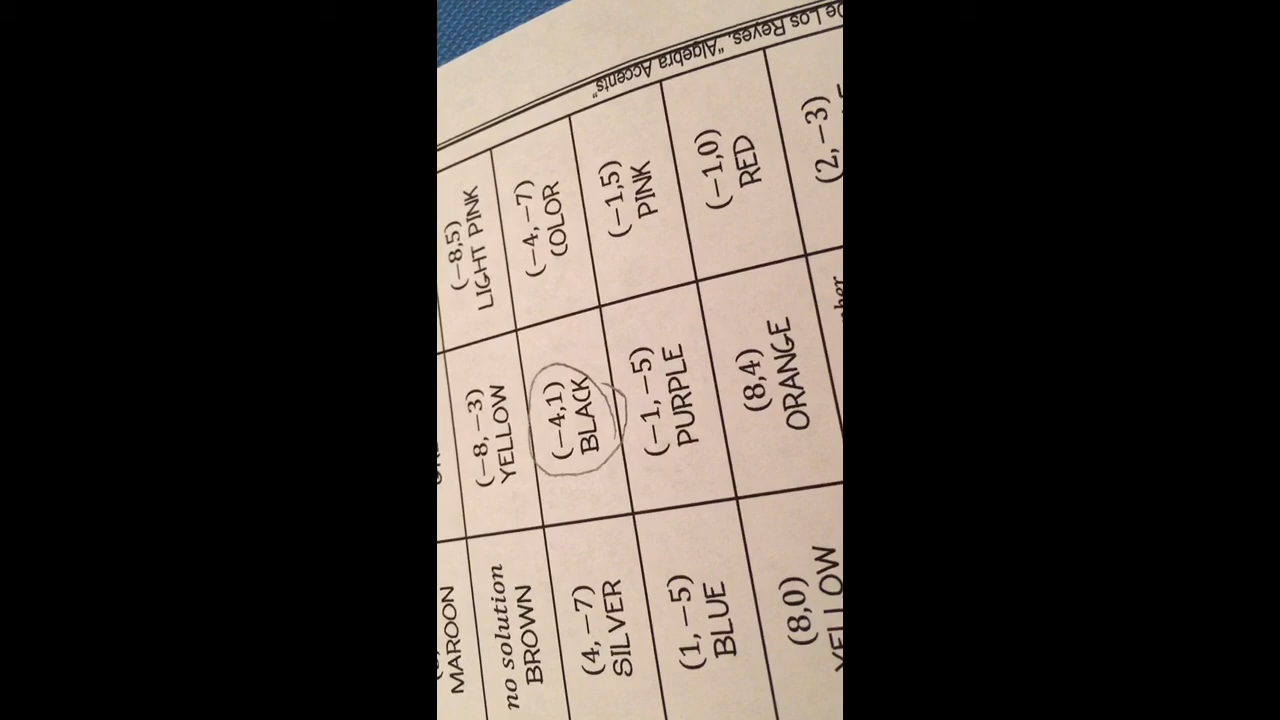 MAROON
no solution
BROWN
(−8,−3)
YELLOW
(−8,5)
LIGHT PINK
(4,−7)
SILVER
(−4,1)
BLACK
(−4,−7)
COLOR
(1,−5)
BLUE
(−1,−5)
PURPLE
(−1,5)
PINK
(8,0)
YELLOW
(8,4)
ORANGE
(−1,0)
RED
(2,−3)
De Los Reyes, "Algebra Accents"